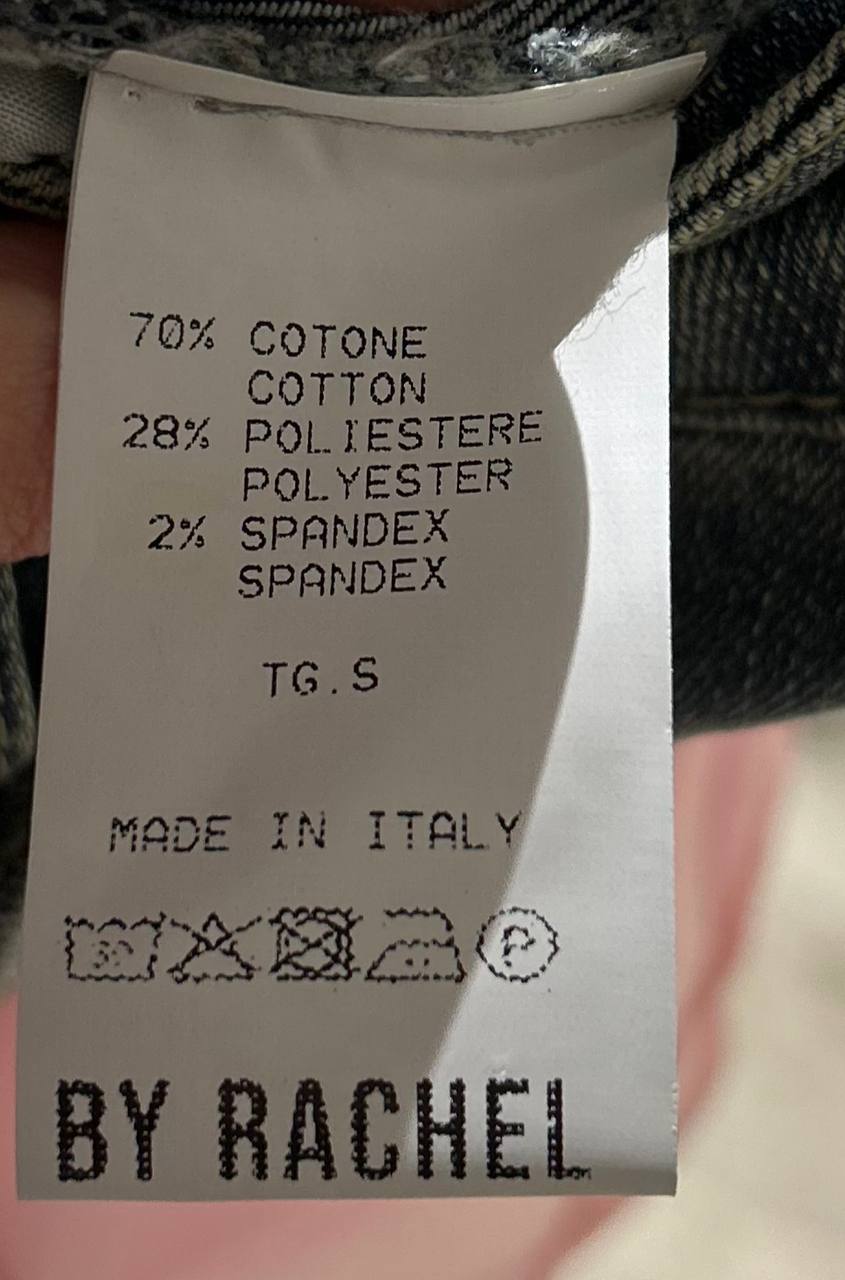 70% COTONE
COTTON
28% POLIESTERE
POLYESTER
2% SPANDEX
SPANDEX
TG.S
MADE IN ITALY
30 P
BY RACHEL